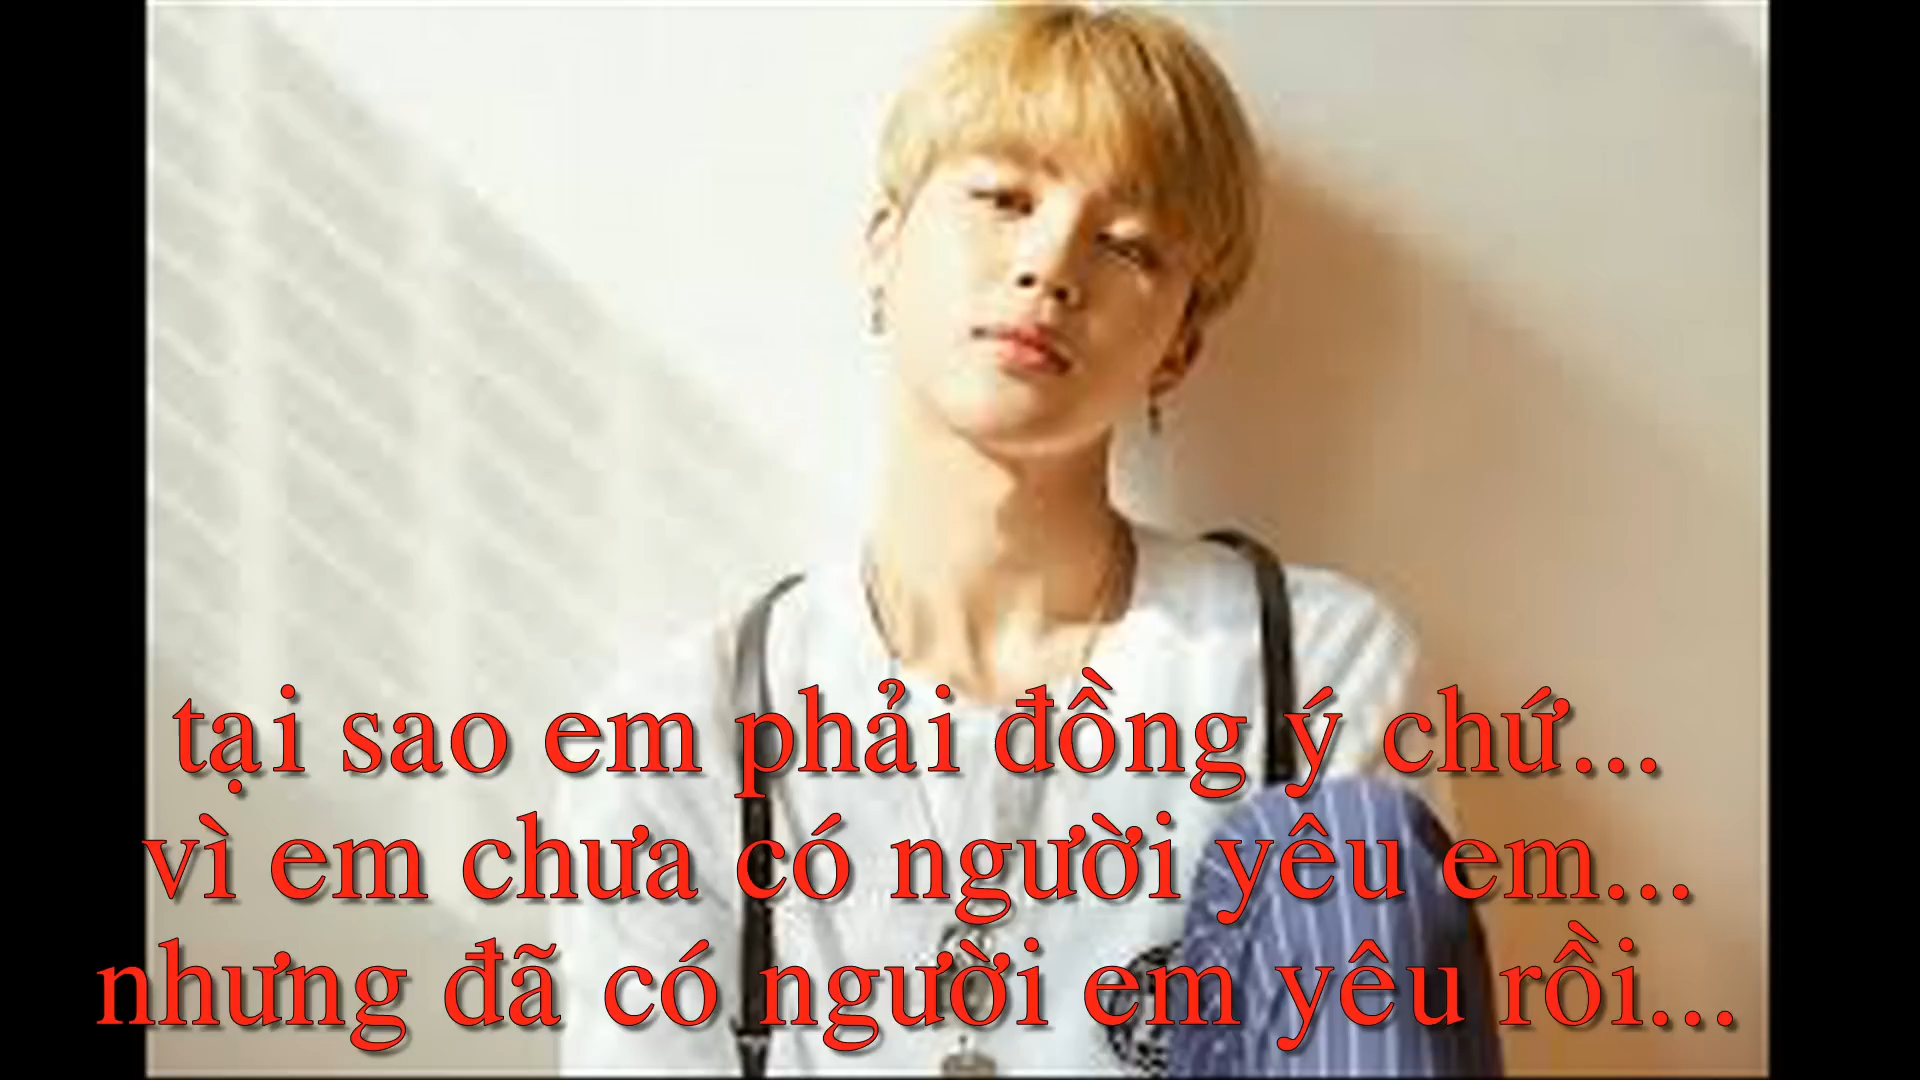 tại sao em phải đồng ý chứ...
vì em chưa có người yêu em...
nhưng đã có người em yêu rồi...